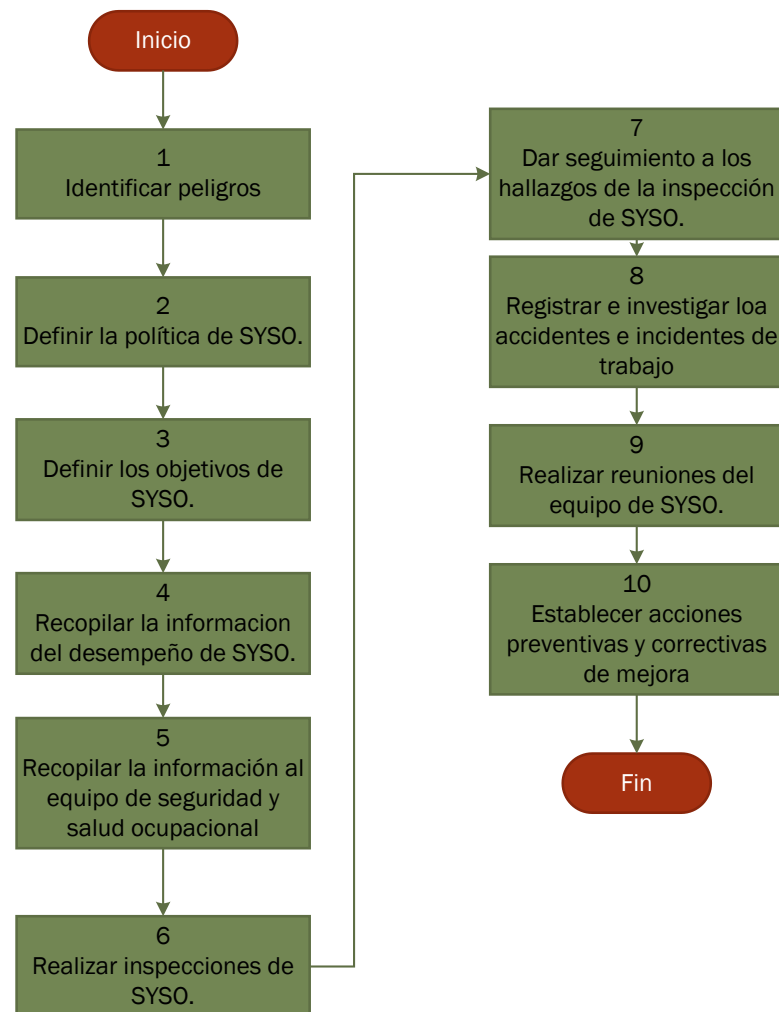 Inicio
1
Identificar peligros
2
Definir la política de SYSO.
3
Definir los objetivos de
SYSO.
4
Recopilar la informacion
del desempeño de SYSO.
5
Recopilar la información al
equipo de seguridad y
salud ocupacional
6
Realizar inspecciones de
SYSO.
7
Dar seguimiento a los
hallazgos de la inspección
de SYSO.
8
Registrar e investigar loa
accidentes e incidentes de
trabajo
9
Realizar reuniones del
equipo de SYSO.
10
Establecer acciones
preventivas y correctivas
de mejora
Fin